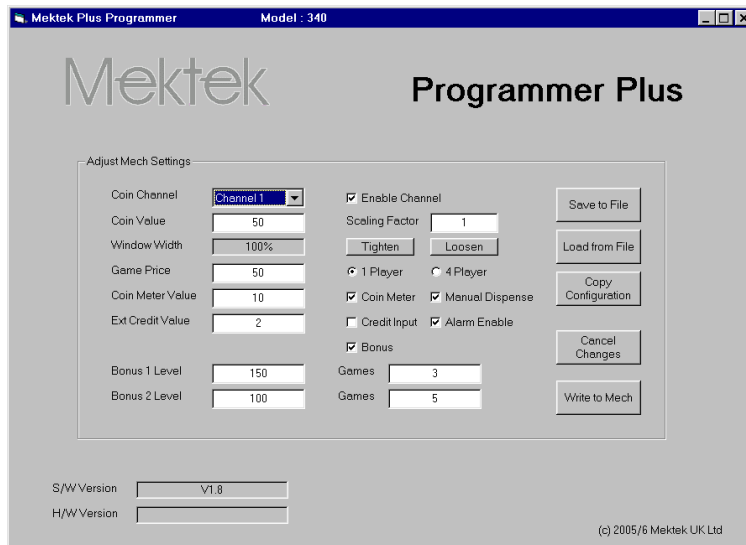 Mektek Plus Programmer Model : 340
Mektek
Programmer Plus
Adjust Mech Settings
Coin Channel Channel 1 Enable Channel
Coin Value 50 Scaling Factor 1
Window Width 100% Tighten Loosen
Game Price 50 1 Player 4 Player
Coin Meter Value 10 Coin Meter Manual Dispense
Ext Credit Value 2 Credit Input Alarm Enable
Bonus
Bonus 1 Level 150 Games 3
Bonus 2 Level 100 Games 5
Save to File
Load from File
Copy
Configuration
Cancel
Changes
Write to Mech
S/W Version V1.8
H/W Version
(c) 2005/6 Mektek UK Ltd